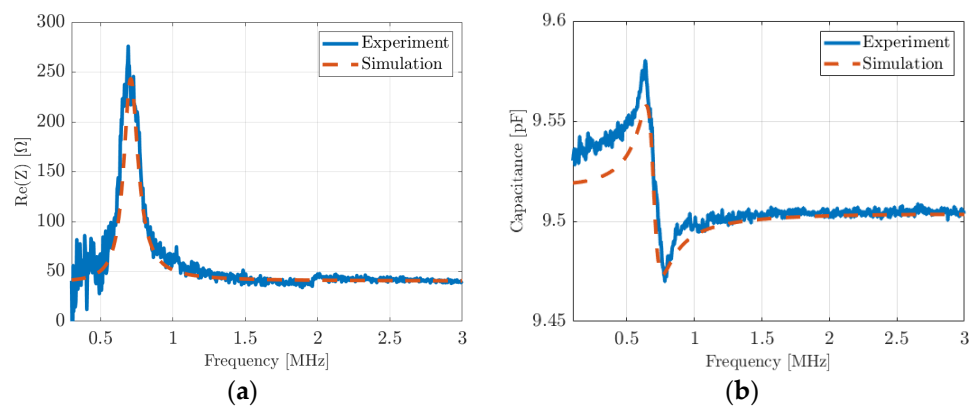 300
250
200
150
100
50
0
Re(Z) [Ω]
0.5
1
1.5
2
2.5
3
Frequency [MHz]
Experiment
Simulation
(a)
9.6
9.55
9.5
9.45
Capacitance [pF]
0.5
1
1.5
2
2.5
3
Frequency [MHz]
Experiment
Simulation
(b)